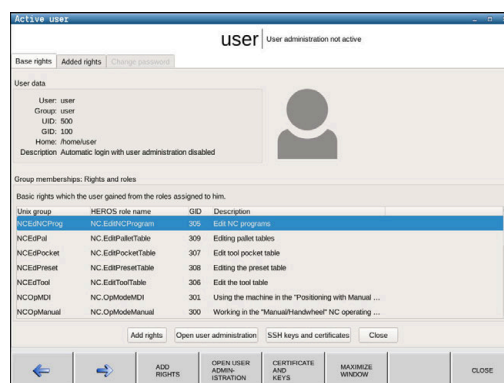 Active user
user User administration not active
Base rights Added rights Change password
User data
User: user
Group: user
UID: 500
GID: 100
Home: /home/user
Description Automatic login with user administration disabled
Group memberships: Rights and roles
Basic rights which the user gained from the roles assigned to him.
Unix group HEROS role name GID Description
NCEdNCProg NC.EditNCProgram 305 Edit NC programs
NCEdPal NC.EditPalletTable 309 Editing pallet tables
NCEdPocket NC.EditPocketTable 307 Edit tool pocket table
NCEdPreset NC.EditPresetTable 308 Editing the preset table
NCEdTool NC.EditToolTable 306 Edit the tool table
NCOpMDI NC.OpModeMDI 301 Using the machine in the "Positioning with Manual ...
NCOpManual NC.OpModeManual 300 Working in the "Manual/Handwheel" NC operating ...
Add rights Open user administration SSH keys and certificates Close
ADD
RIGHTS
OPEN USER
ADMIN-
ISTRATION
CERTIFICATE
AND
KEYS
MAXIMIZE
WINDOW
CLOSE